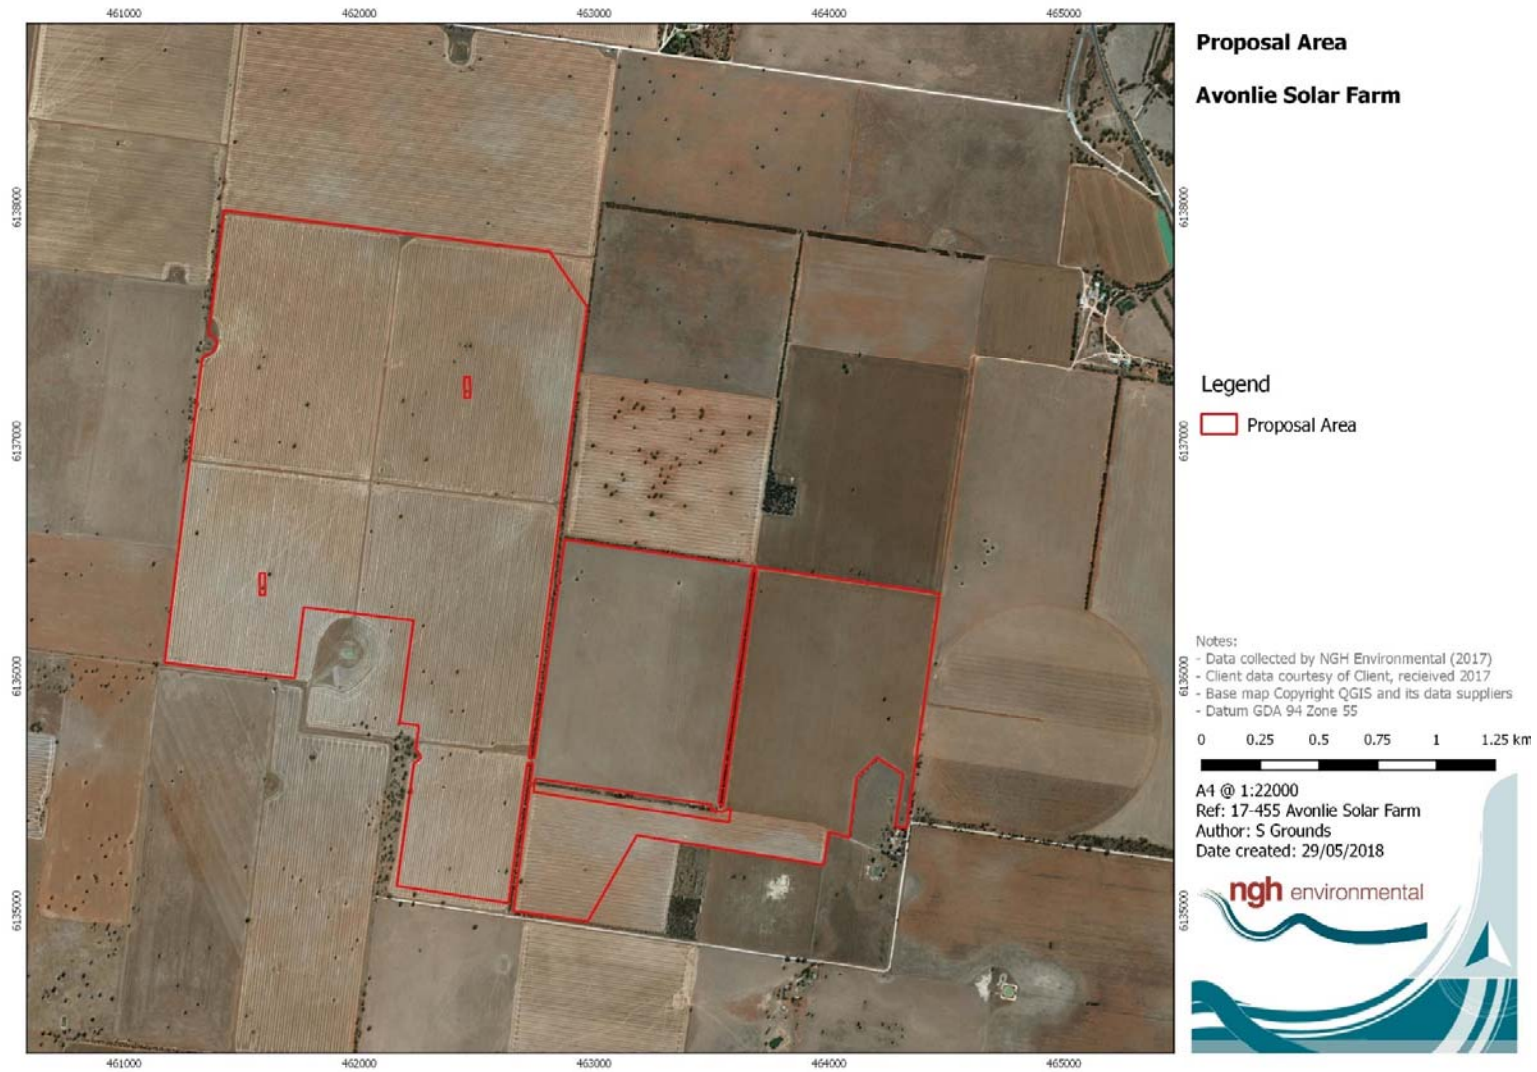 461000 462000 463000 464000 465000
Proposal Area
Avonlie Solar Farm
6138000
6138000
Legend
Proposal Area
6137000
6137000
Notes:
- Data collected by NGH Environmental (2017)
- Client data courtesy of Client, recieived 2017
- Base map Copyright QGIS and its data suppliers
- Datum GDA 94 Zone 55
6136000
6136000
0 0.25 0.5 0.75 1 1.25 km
A4 @ 1:22000
Ref: 17-455 Avonlie Solar Farm
Author: S Grounds
Date created: 29/05/2018
ngh environmental
6135000
6135000
461000 462000 463000 464000 465000